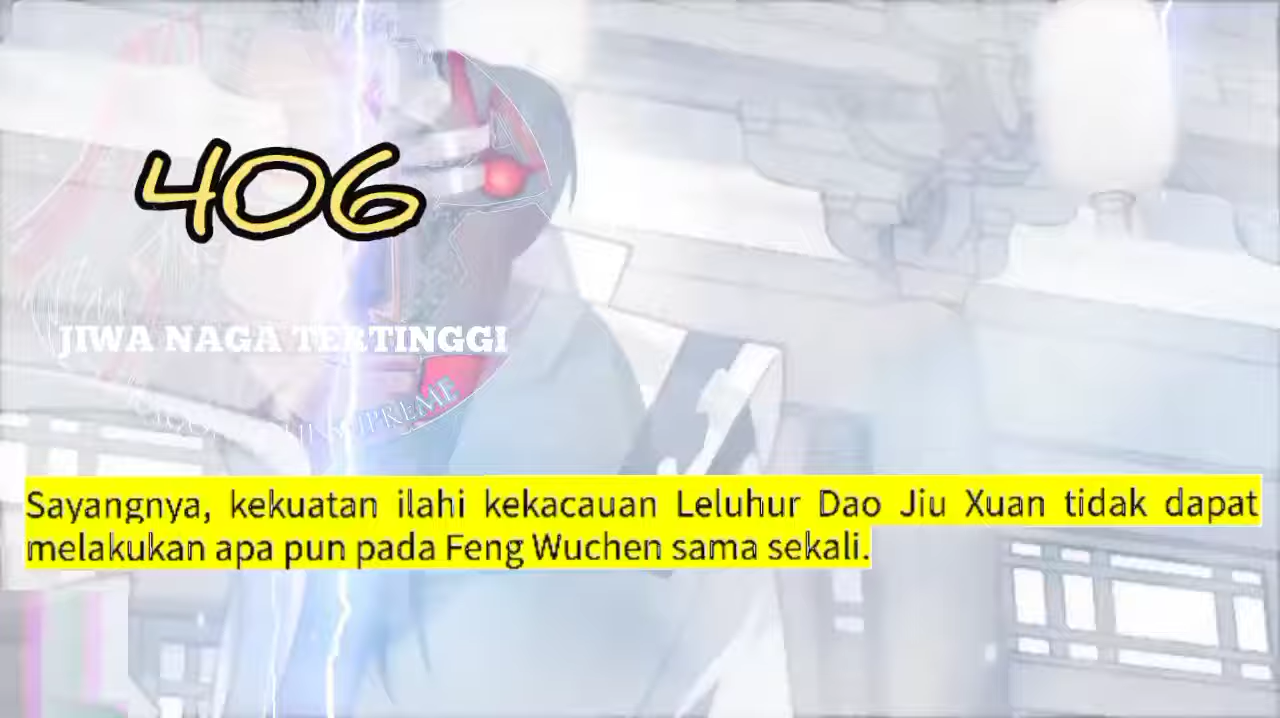 406
JIWA NAGA TERTINGGI
SUPREME
Sayangnya, kekuatan ilahi kekacauan Leluhur Dao Jiu Xuan tidak dapat
melakukan apa pun pada Feng Wuchen sama sekali.